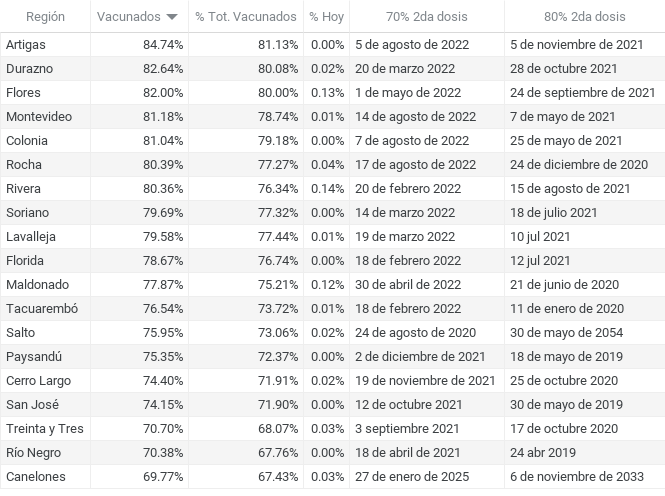 Región Vacunados % Tot. Vacunados % Hoy 70% 2da dosis 80% 2da dosis
Artigas 84.74% 81.13% 0.00% 5 de agosto de 2022 5 de noviembre de 2021
Durazno 82.64% 80.08% 0.02% 20 de marzo 2022 28 de octubre 2021
Flores 82.00% 80.00% 0.13% 1 de mayo de 2022 24 de septiembre de 2021
Montevideo 81.18% 78.74% 0.01% 14 de agosto de 2022 7 de mayo de 2021
Colonia 81.04% 79.18% 0.00% 7 de agosto de 2022 25 de mayo de 2021
Rocha 80.39% 77.27% 0.04% 17 de agosto de 2022 24 de diciembre de 2020
Rivera 80.36% 76.34% 0.14% 20 de febrero 2022 15 de agosto de 2021
Soriano 79.69% 77.32% 0.00% 14 de marzo de 2022 18 de julio 2021
Lavalleja 79.58% 77.44% 0.01% 19 de marzo de 2022 10 jul 2021
Florida 78.67% 76.74% 0.00% 18 de febrero 2022 12 jul 2021
Maldonado 77.87% 75.21% 0.12% 30 de abril de 2022 21 de junio de 2020
Tacuarembó 76.54% 73.72% 0.01% 18 de febrero 2022 11 de enero de 2020
Salto 75.95% 73.06% 0.02% 24 de agosto de 2020 30 de mayo de 2054
Paysandú 75.35% 72.37% 0.00% 2 de diciembre de 2021 18 de mayo de 2019
Cerro Largo 74.40% 71.91% 0.02% 19 de noviembre de 2021 25 de octubre 2020
San José 74.15% 71.90% 0.00% 12 de octubre 2021 30 de mayo de 2019
Treinta y Tres 70.70% 68.07% 0.03% 3 septiembre 2021 17 de octubre 2020
Río Negro 70.38% 67.76% 0.00% 18 de abril de 2021 24 abr 2019
Canelones 69.77% 67.43% 0.03% 27 de enero de 2025 6 de noviembre de 2033